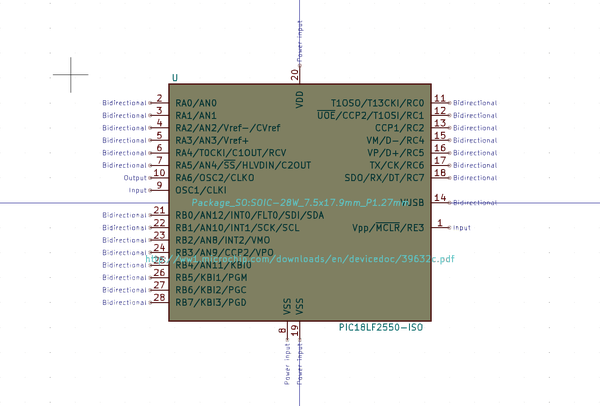 Power input
20
U
VDD
Bidirectional 2 RA0/AN0 T1OSO/T13CKI/RC0 11 Bidirectional
Bidirectional 3 RA1/AN1 UOE/CCP2/T1OSI/RC1 12 Bidirectional
Bidirectional 4 RA2/AN2/Vref-/CVref CCP1/RC2 13 Bidirectional
Bidirectional 5 RA3/AN3/Vref+ VM/D-/RC4 15 Bidirectional
Bidirectional 6 RA4/T0CKI/C1OUT/RCV VP/D+/RC5 16 Bidirectional
Bidirectional 7 RA5/AN4/SS/HLVDIN/C2OUT TX/CK/RC6 17 Bidirectional
Output 10 RA6/OSC2/CLKO SDO/RX/DT/RC7 18 Bidirectional
Input 9 OSC1/CLKI
Package_SO:SOIC-28W_7.5x17.9mm_P1.27mm VUSB 14 Bidirectional
Bidirectional 21 RB0/AN12/INT0/FLT0/SDI/SDA
Bidirectional 22 RB1/AN10/INT1/SCK/SCL Vpp/MCLR/RE3 1 Input
Bidirectional 23 RB2/AN8/INT2/VMO
Bidirectional 24 RB3/AN9/CCP2/VPO
http://ww1.microchip.com/downloads/en/devicedoc/39632c.pdf
Bidirectional 25 RB4/AN11/KBI0
Bidirectional 26 RB5/KBI1/PGM
Bidirectional 27 RB6/KBI2/PGC
Bidirectional 28 RB7/KBI3/PGD
VSS VSS
PIC18LF2550-ISO
8 19
Power input Power input